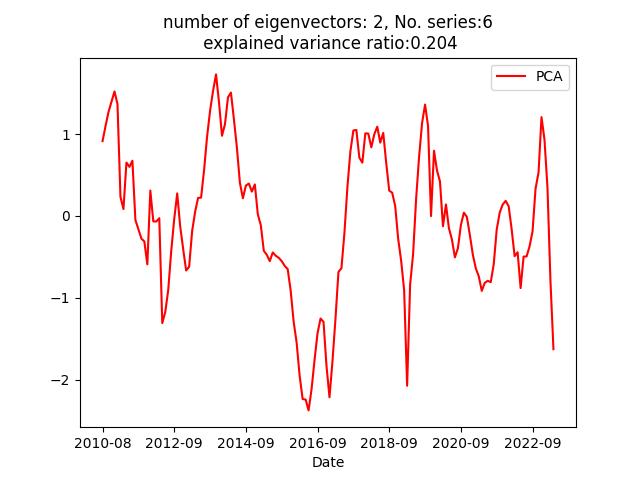 number of eigenvectors: 2, No. series:6
explained variance ratio:0.204
PCA
1
0
−1
−2
2010-08 2012-09 2014-09 2016-09 2018-09 2020-09 2022-09
Date